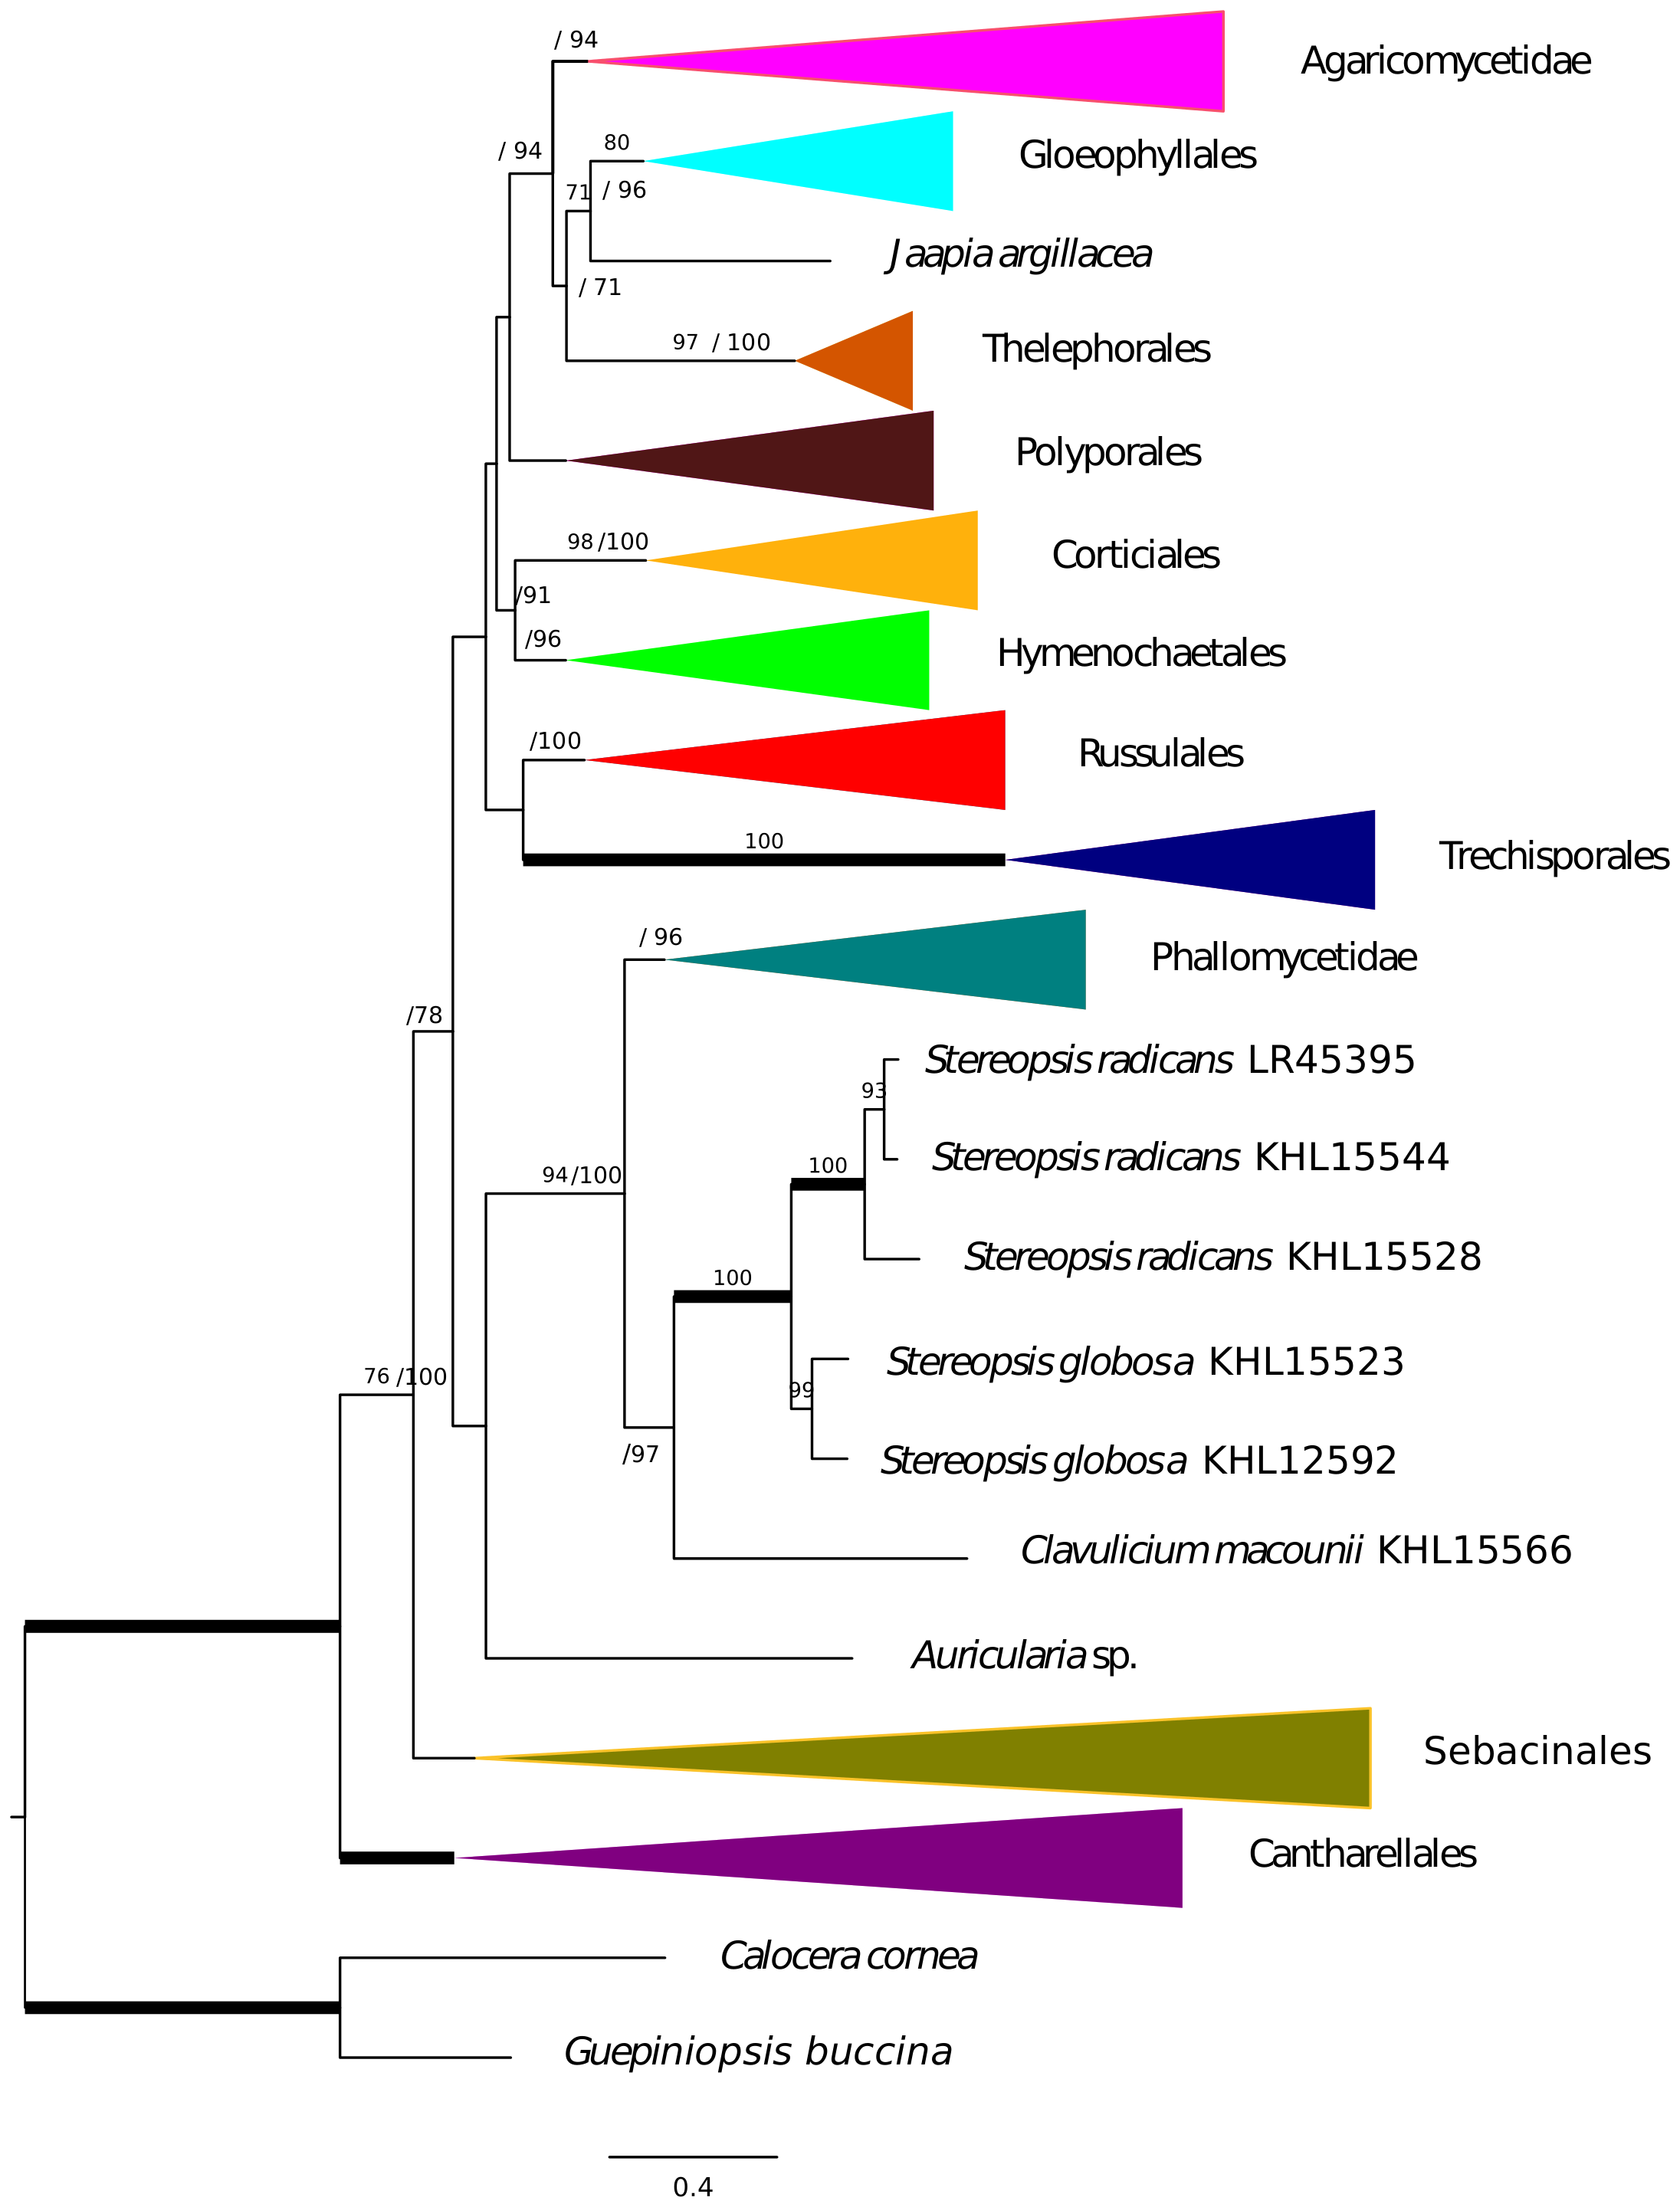 / 94
Agaricomycetidae
/ 94
80
Gloeophyllales
71
/ 96
Jaapia argillacea
/ 71
97 / 100
Thelephorales
Polyporales
98 /100
Corticiales
/91
/96
Hymenochaetales
/100
Russulales
100
Trechisporales
/ 96
Phallomycetidae
/78
Stereopsis radicans LR45395
93
Stereopsis radicans KHL15544
100
94 /100
Stereopsis radicans KHL15528
100
Stereopsis globosa KHL15523
76 /100
99
Stereopsis globosa KHL12592
/97
Clavulicium macounii KHL15566
Auricularia sp.
Sebacinales
Cantharellales
Calocera cornea
Guepiniopsis buccina
0.4